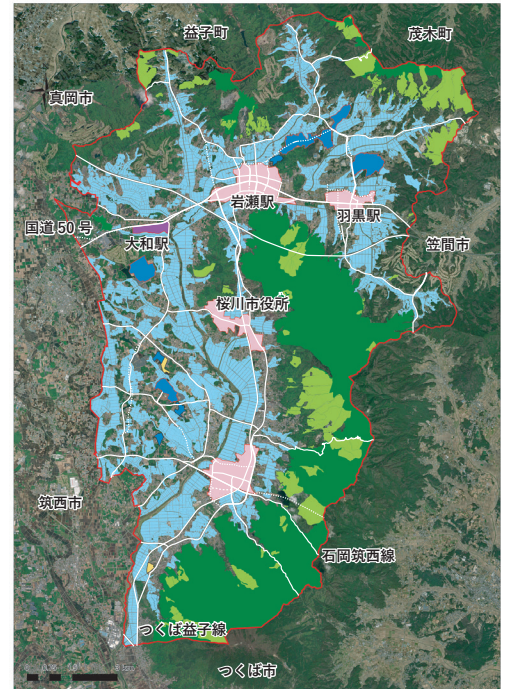 益子町
茂木町
真岡市
岩瀬駅
羽黒駅
国道50号
大和駅
笠間市
桜川市役所
筑西市
石岡筑西線
つくば益子線
つくば市